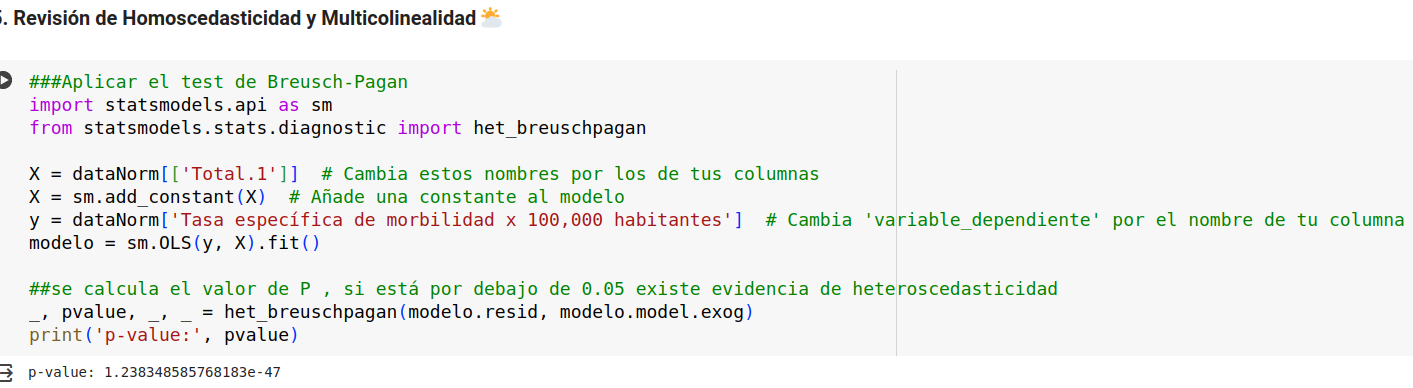 5. Revisión de Homoscedasticidad y Multicolinealidad 🌤️
###Aplicar el test de Breusch-Pagan
import statsmodels.api as sm
from statsmodels.stats.diagnostic import het_breuschpagan
X = dataNorm[['Total.1']]  # Cambia estos nombres por los de tus columnas
X = sm.add_constant(X)  # Añade una constante al modelo
y = dataNorm['Tasa específica de morbilidad x 100,000 habitantes']  # Cambia 'variable_dependiente' por el nombre de tu columna
modelo = sm.OLS(y, X).fit()
##se calcula el valor de P , si está por debajo de 0.05 existe evidencia de heteroscedasticidad
_, pvalue, _, _ = het_breuschpagan(modelo.resid, modelo.model.exog)
print('p-value:', pvalue)
p-value: 1.238348585768183e-47